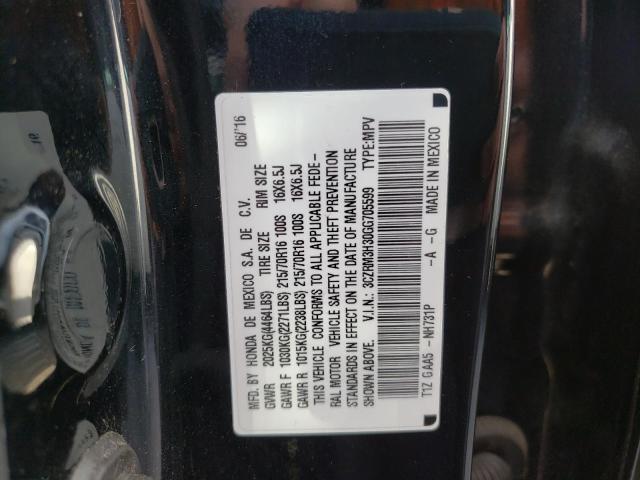 06/'16
MFD. BY HONDA DE MEXICO S.A. DE C.V.
GVWR 2025KG(4464LBS) TIRE SIZE RIM SIZE
GAWR F 1030KG(2271LBS) 215/70R16 100S 16X6.5J
GAWR R 1015KG(2238LBS) 215/70R16 100S 16X6.5J
THIS VEHICLE CONFORMS TO ALL APPLICABLE FEDE-
RAL MOTOR VEHICLE SAFETY AND THEFT PREVENTION
STANDARDS IN EFFECT ON THE DATE OF MANUFACTURE
SHOWN ABOVE. V.I.N.: 3CZRM3H30GG705599 TYPE:MPV
T1Z GAA5 -NH731P -A -G MADE IN MEXICO